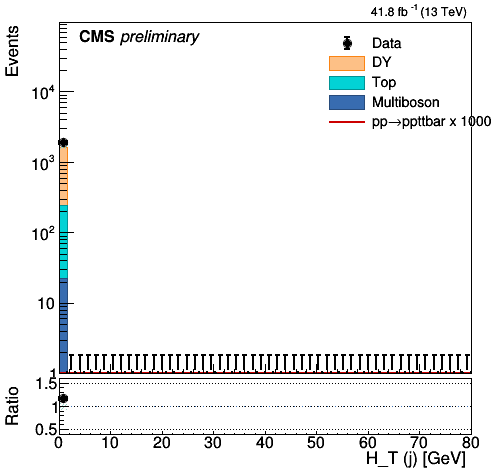 41.8 fb⁻¹ (13 TeV)
Events
CMS preliminary
Data
DY
Top
Multiboson
pp→ppttbar x 1000
10⁴
10³
10²
10
1
Ratio
1.5
1
0.5
0 10 20 30 40 50 60 70 80
H_T (j) [GeV]